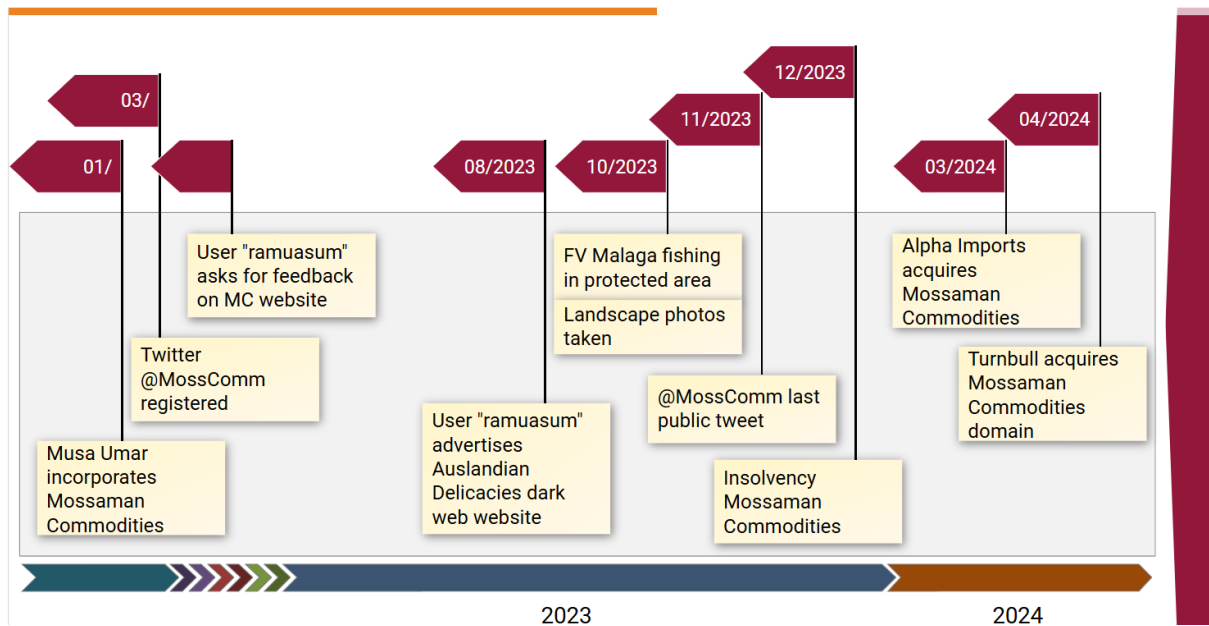 03/
01/
12/2023
11/2023
04/2024
08/2023
10/2023
03/2024
User "ramuasum"
asks for feedback
on MC website
Twitter
@MossComm
registered
Musa Umar
incorporates
Mossaman
Commodities
User "ramuasum"
advertises
Auslandian
Delicacies dark
web website
FV Malaga fishing
in protected area
Landscape photos
taken
@MossComm last
public tweet
Insolvency
Mossaman
Commodities
Alpha Imports
acquires
Mossaman
Commodities
Turnbull acquires
Mossaman
Commodities
domain
2023
2024